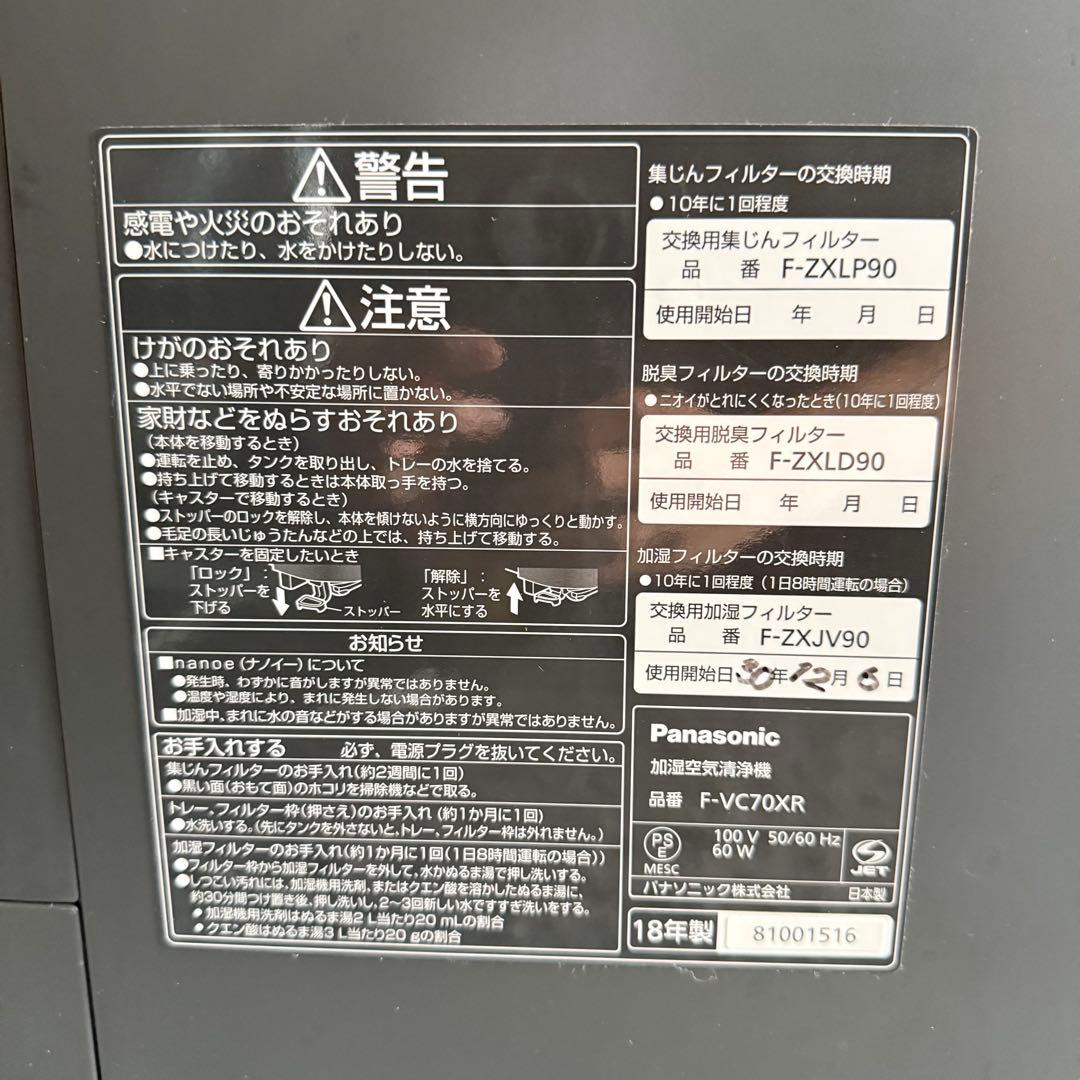 ⚠警告
感電や火災のおそれあり
●水につけたり、水をかけたりしない。
⚠注意
けがのおそれあり
●上に乗ったり、寄りかかったりしない。
●水平でない場所や不安定な場所に置かない。
家財などをぬらすおそれあり
(本体を移動するとき)
●運転を止め、タンクを取り出し、トレーの水を捨てる。
●持ち上げて移動するときは本体取っ手を持つ。
(キャスターで移動するとき)
●ストッパーのロックを解除し、本体を傾けないように横方向にゆっくりと動かす。
●毛足の長いじゅうたんなどの上では、持ち上げて移動する。
■キャスターを固定したいとき
「ロック」:
ストッパーを
下げる
ストッパー
「解除」:
ストッパーを
水平にする
お知らせ
■nanoe(ナノイー)について
●発生時、わずかに音がしますが異常ではありません。
●温度や湿度により、まれに発生しない場合があります。
■加湿中、まれに水の音などがする場合がありますが異常ではありません。
お手入れする 必ず、電源プラグを抜いてください。
集じんフィルターのお手入れ(約2週間に1回)
●黒い面(おもて面)のホコリを掃除機などで取る。
トレー、フィルター枠(押さえ)のお手入れ(約1か月に1回)
●水洗いする。(先にタンクを外さないと、トレー、フィルター枠は外れません。)
加湿フィルターのお手入れ(約1か月に1回(1日8時間運転の場合))
●フィルター枠から加湿フィルターを外して、水かぬるま湯で押し洗いする。
●しつこい汚れには、加湿機用洗剤、またはクエン酸を溶かしたぬるま湯に、
約30分間つけ置き後、押し洗いし、2~3回新しい水ですすぎ洗いをする。
●加湿機用洗剤はぬるま湯2 L当たり20 mLの割合
●クエン酸はぬるま湯3 L当たり20 gの割合
集じんフィルターの交換時期
●10年に1回程度
交換用集じんフィルター
品 番 F-ZXLP90
使用開始日 年 月 日
脱臭フィルターの交換時期
●ニオイがとれにくくなったとき(10年に1回程度)
交換用脱臭フィルター
品 番 F-ZXLD90
使用開始日 年 月 日
加湿フィルターの交換時期
●10年に1回程度(1日8時間運転の場合)
交換用加湿フィルター
品 番 F-ZXJV90
使用開始日 30年12月6日
Panasonic
加湿空気清浄機
品番 F-VC70XR
PS
E
MESC
100 V 50/60 Hz
60 W
JET
パナソニック株式会社 日本製
18年製 81001516